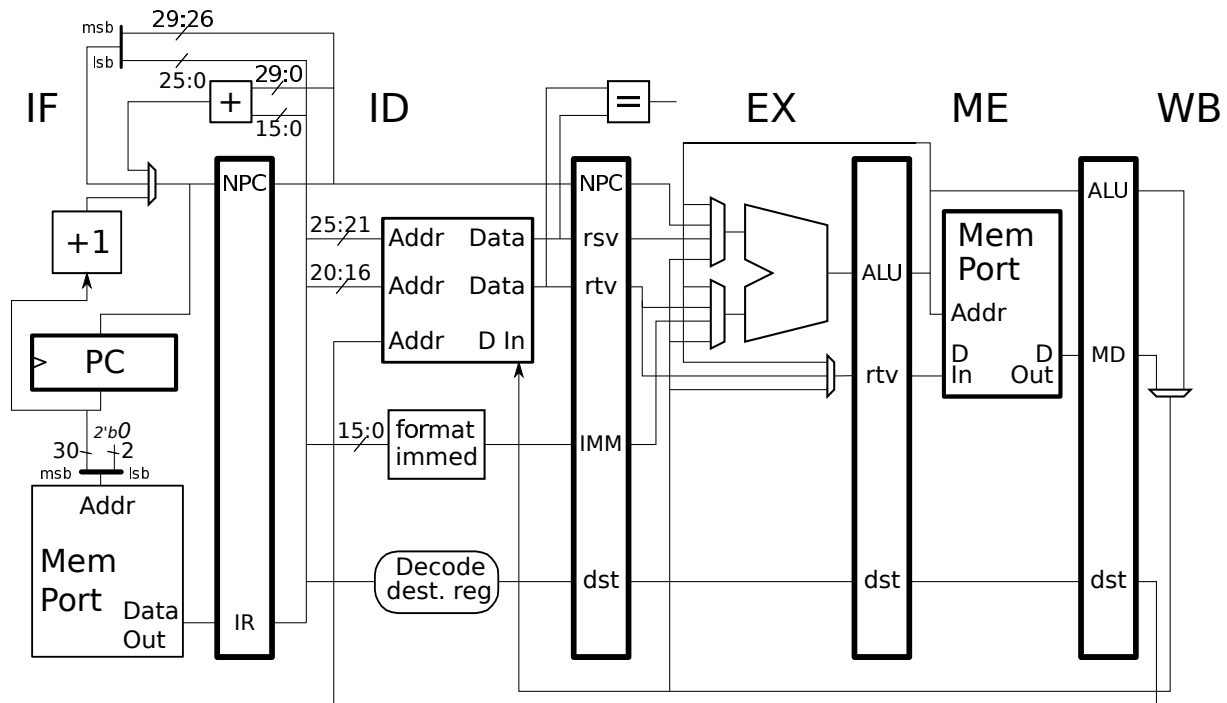 29:26
msb
lsb
25:0
29:0
15:0
+
=
IF
ID
EX
ME
WB
NPC
NPC
ALU
+1
25:21
Addr
Data
rsv
Mem
Port
20:16
Addr
Data
rtv
ALU
Addr
Addr
D In
PC
D
In
D
Out
MD
rtv
2'b0
30
2
msb
lsb
15:0
format
immed
IMM
Addr
Mem
Port
Data
Out
IR
Decode
dest. reg
dst
dst
dst